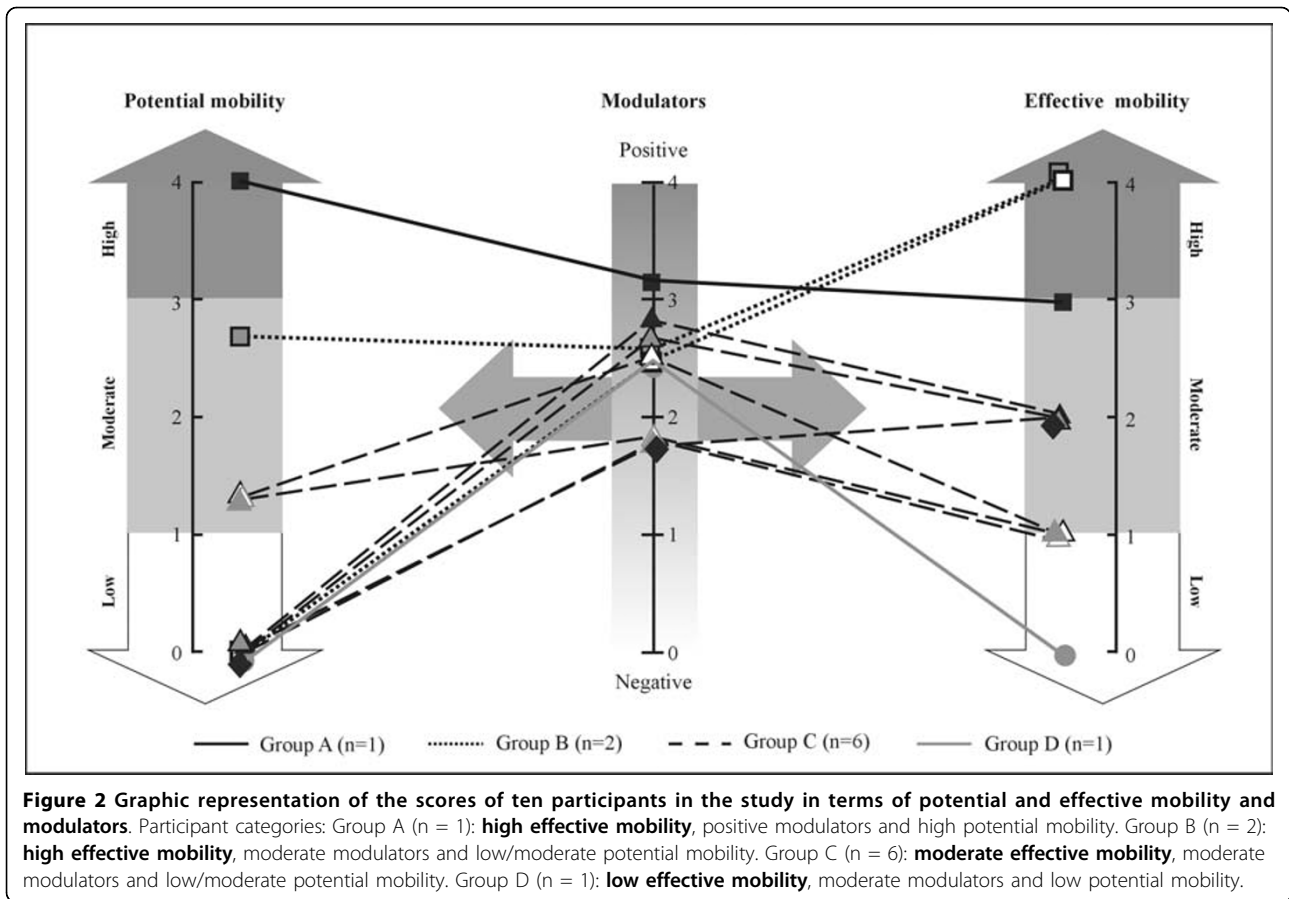 Potential mobility Modulators Effective mobility
Positive
4 4 4
High High
3 3 3
Moderate Moderate
2 2 2
1 1 1
Low Low
0 0 0
Negative
Group A (n=1) Group B (n=2) Group C (n=6) Group D (n=1)
Figure 2 Graphic representation of the scores of ten participants in the study in terms of potential and effective mobility and
modulators. Participant categories: Group A (n = 1): high effective mobility, positive modulators and high potential mobility. Group B (n = 2):
high effective mobility, moderate modulators and low/moderate potential mobility. Group C (n = 6): moderate effective mobility, moderate
modulators and low/moderate potential mobility. Group D (n = 1): low effective mobility, moderate modulators and low potential mobility.